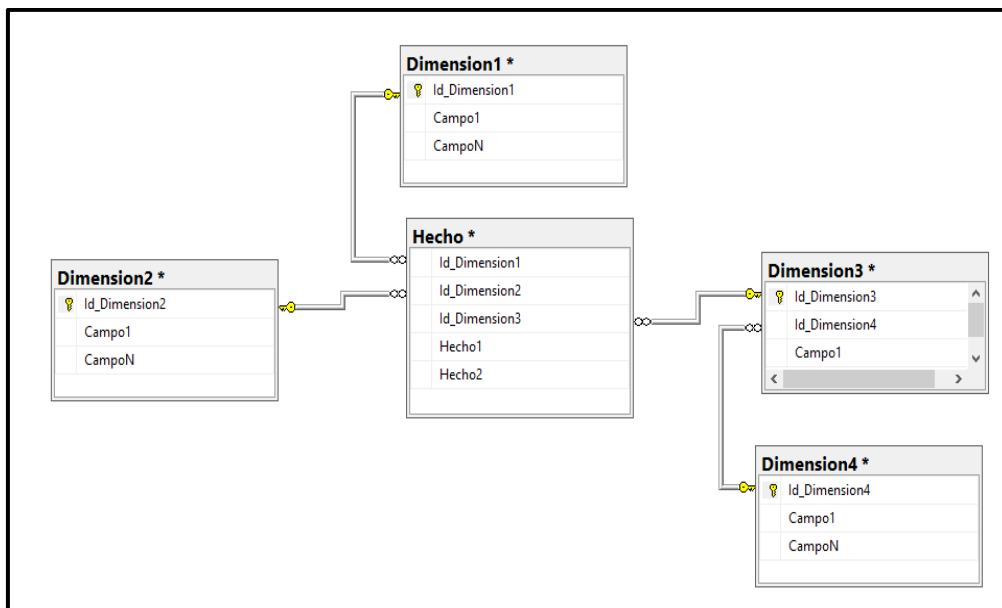 Dimension1 *
Id_Dimension1
Campo1
CampoN
Hecho *
Id_Dimension1
Id_Dimension2
Id_Dimension3
Hecho1
Hecho2
Dimension2 *
Id_Dimension2
Campo1
CampoN
Dimension3 *
Id_Dimension3
Id_Dimension4
Campo1
Dimension4 *
Id_Dimension4
Campo1
CampoN